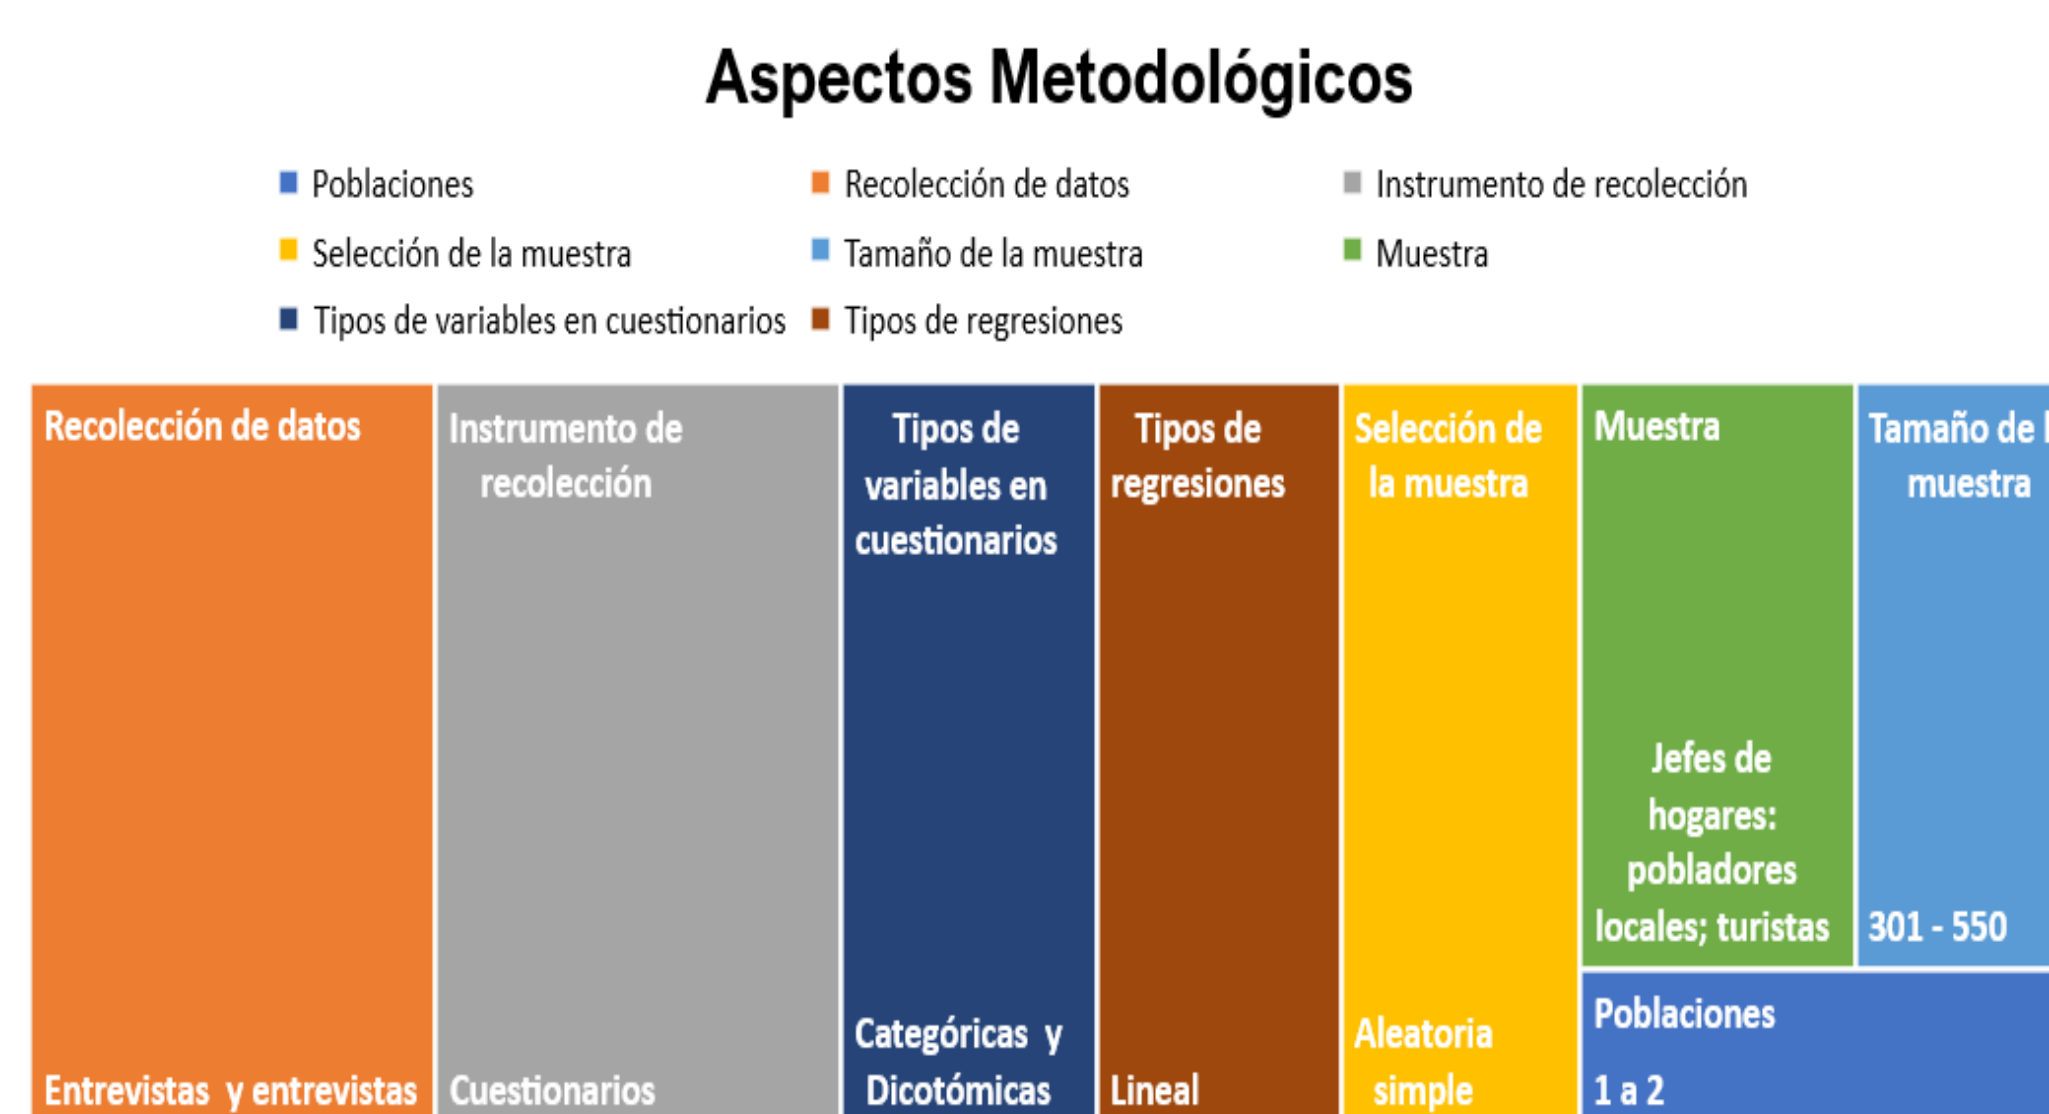 Aspectos Metodológicos
Poblaciones
Recolección de datos
Instrumento de recolección
Selección de la muestra
Tamaño de la muestra
Muestra
Tipos de variables en cuestionarios
Tipos de regresiones
Recolección de datos
Entrevistas y entrevistas
Instrumento de
recolección
Cuestionarios
Tipos de
variables en
cuestionarios
Categóricas y
Dicotómicas
Tipos de
regresiones
Lineal
Selección de
la muestra
Aleatoria
simple
Muestra
Jefes de
hogares:
pobladores
locales; turistas
Tamaño de
muestra
301 - 550
Poblaciones
1 a 2